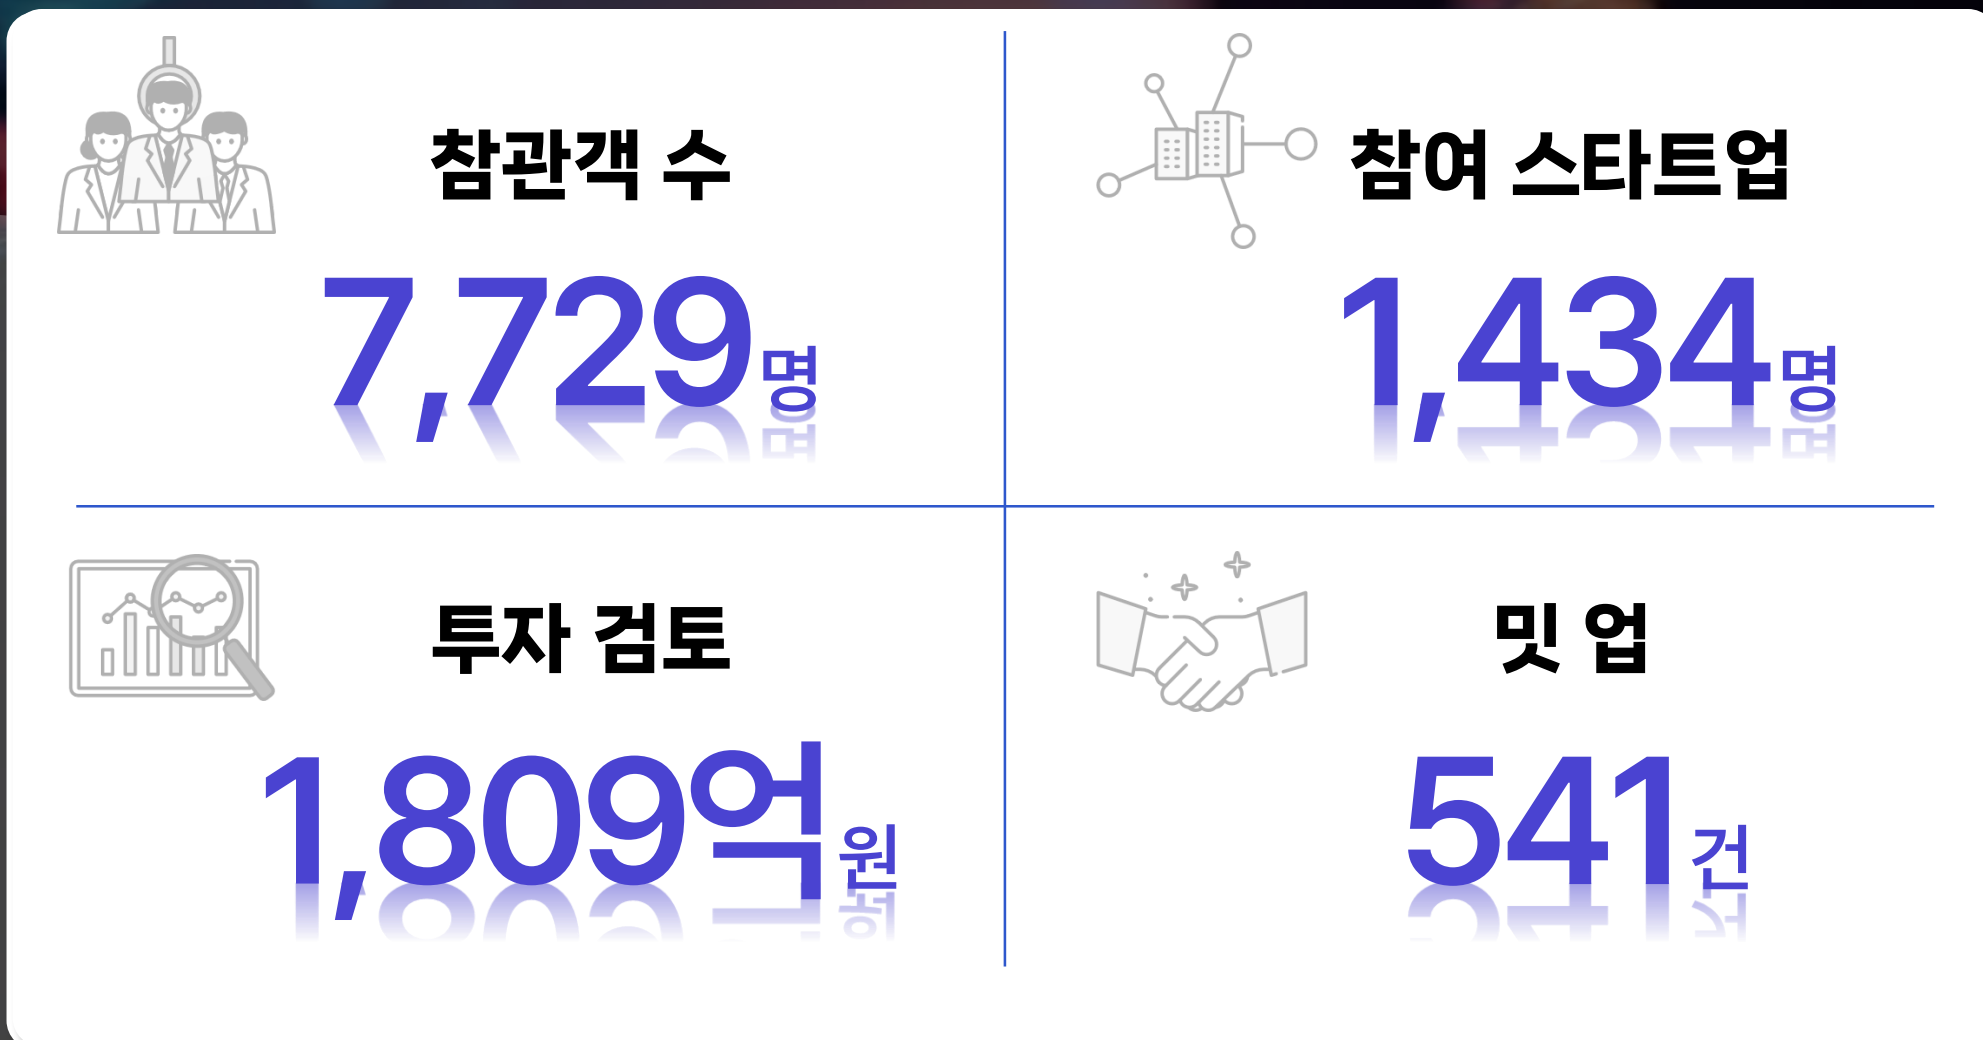 참관객 수
7,729명
참여 스타트업
1,434명
투자 검토
1,809억원
밋 업
541건